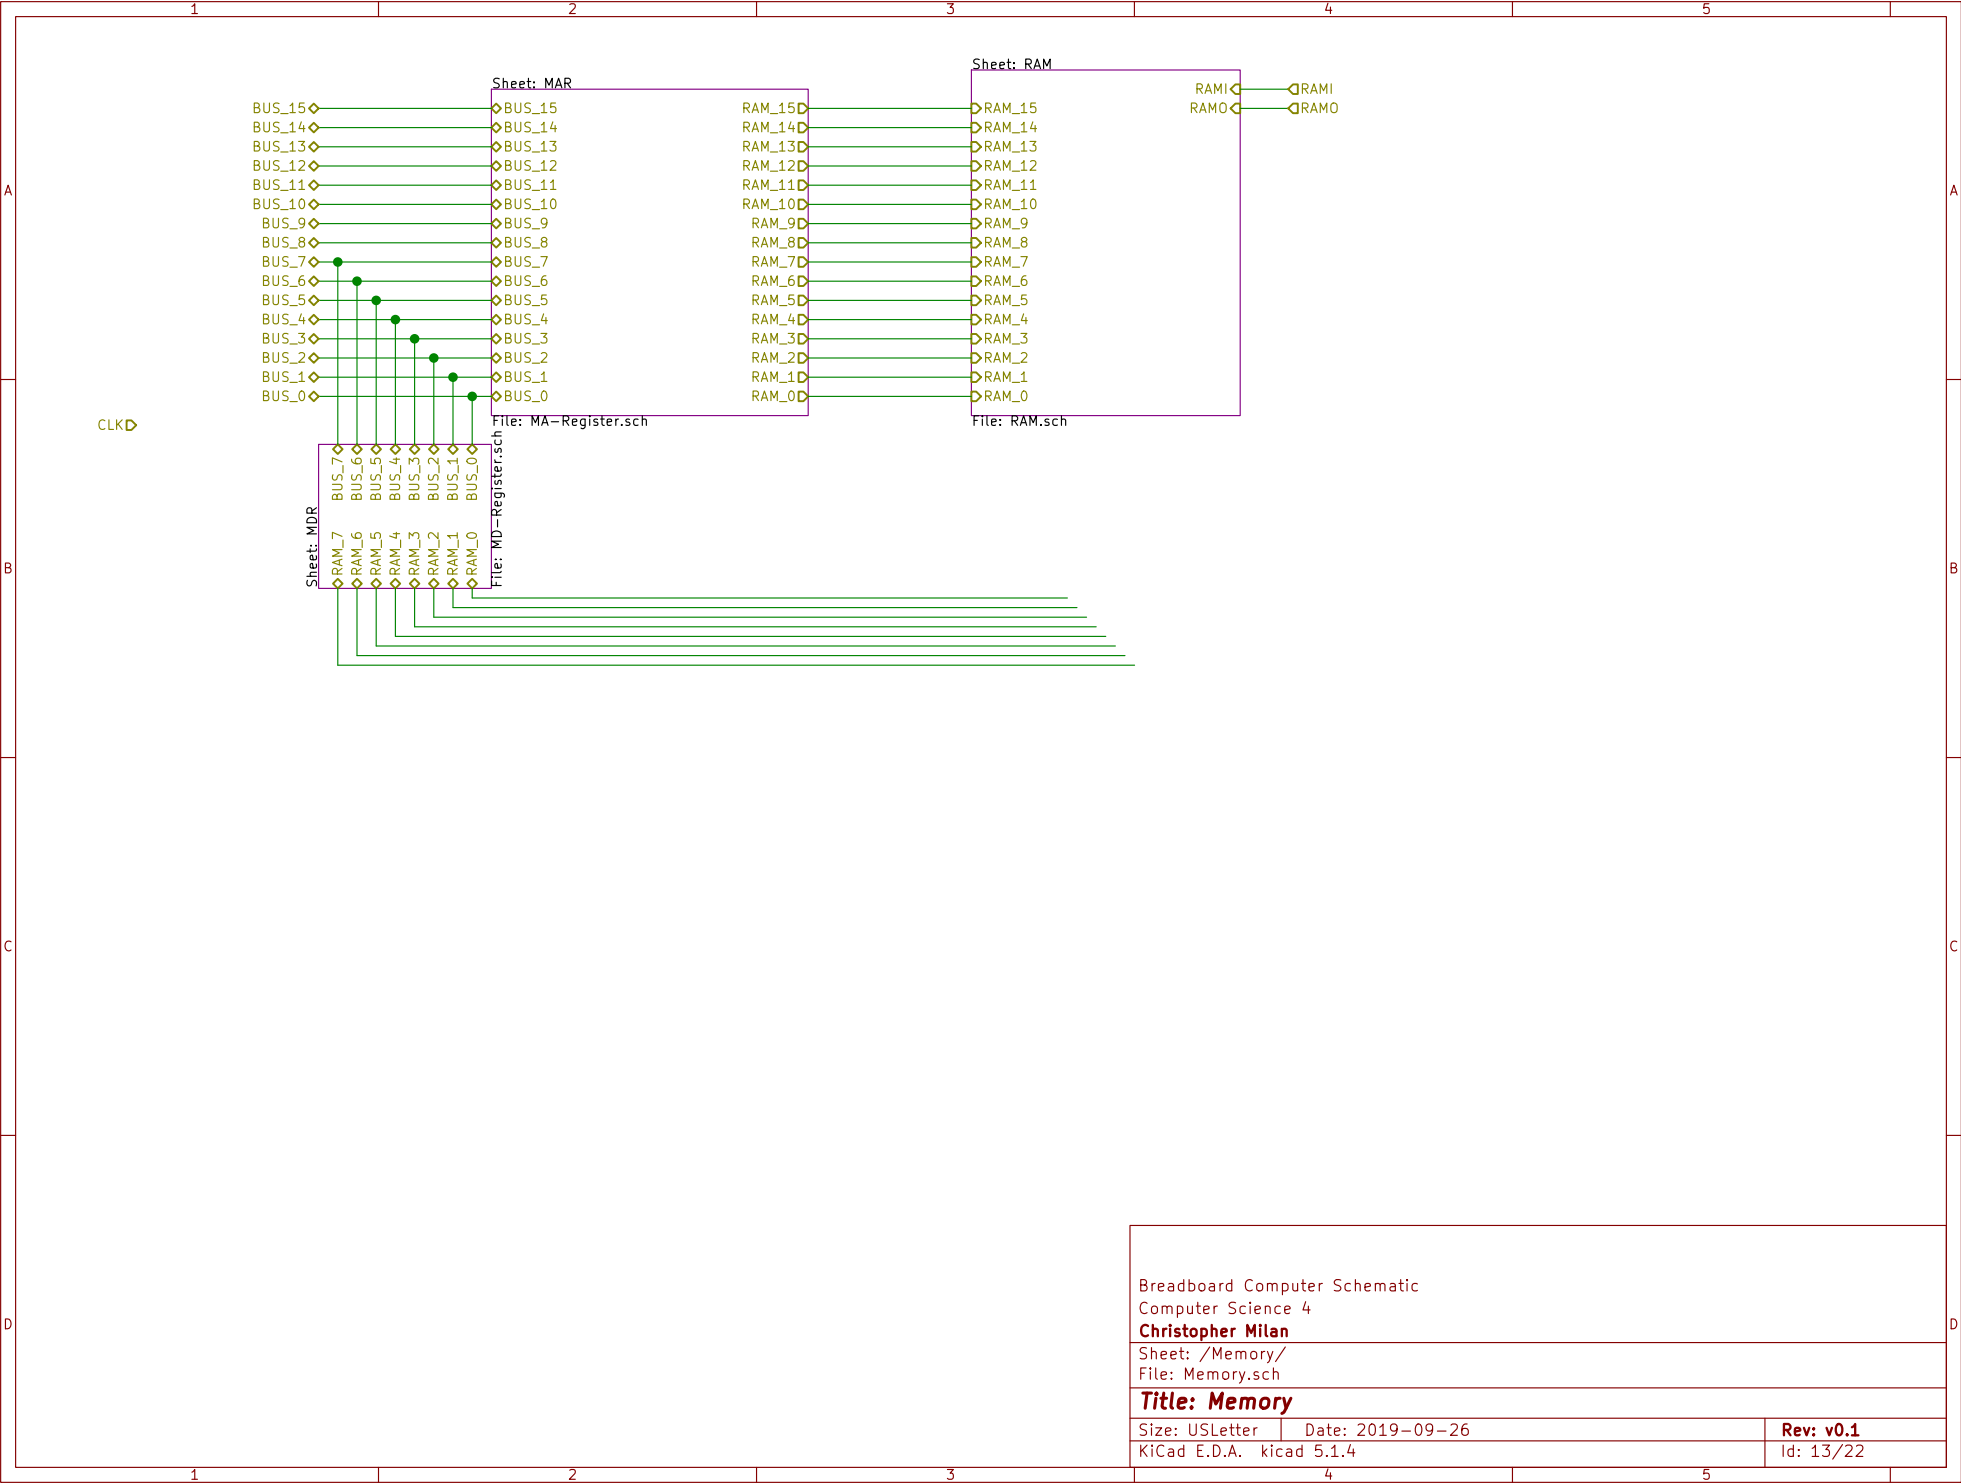 1 2 3 4 5
Sheet: RAM
Sheet: MAR
RAMI RAMI
BUS_15 BUS_15 RAM_15 RAM_15 RAMO RAMO
BUS_14 BUS_14 RAM_14 RAM_14
BUS_13 BUS_13 RAM_13 RAM_13
BUS_12 BUS_12 RAM_12 RAM_12
BUS_11 BUS_11 RAM_11 RAM_11
A A
BUS_10 BUS_10 RAM_10 RAM_10
BUS_9 BUS_9 RAM_9 RAM_9
BUS_8 BUS_8 RAM_8 RAM_8
BUS_7 BUS_7 RAM_7 RAM_7
BUS_6 BUS_6 RAM_6 RAM_6
BUS_5 BUS_5 RAM_5 RAM_5
BUS_4 BUS_4 RAM_4 RAM_4
BUS_3 BUS_3 RAM_3 RAM_3
BUS_2 BUS_2 RAM_2 RAM_2
BUS_1 BUS_1 RAM_1 RAM_1
BUS_0 BUS_0 RAM_0 RAM_0
CLK
File: MA-Register.sch
File: RAM.sch
BUS_7 BUS_6 BUS_5 BUS_4 BUS_3 BUS_2 BUS_1 BUS_0
Sheet: MDR
File: MD-Register.sch
RAM_7 RAM_6 RAM_5 RAM_4 RAM_3 RAM_2 RAM_1 RAM_0
B B
C C
Breadboard Computer Schematic
Computer Science 4
D D
Christopher Milan
Sheet: /Memory/
File: Memory.sch
Title: Memory
Size: USLetter Date: 2019-09-26 Rev: v0.1
KiCad E.D.A. kicad 5.1.4 Id: 13/22
1 2 3 4 5